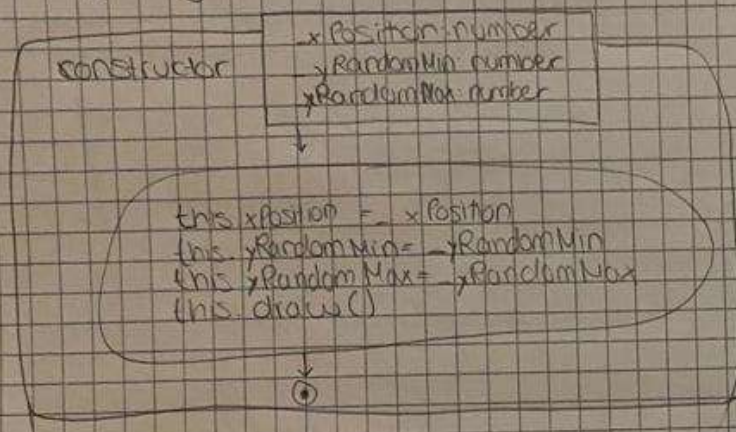 _xPosition: number
constructor
_yRandomMin: number
_yRandomMax: number
this.xPosition = _xPosition
this.yRandomMin = _yRandomMin
this.yRandomMax = _yRandomMax
this.draw()